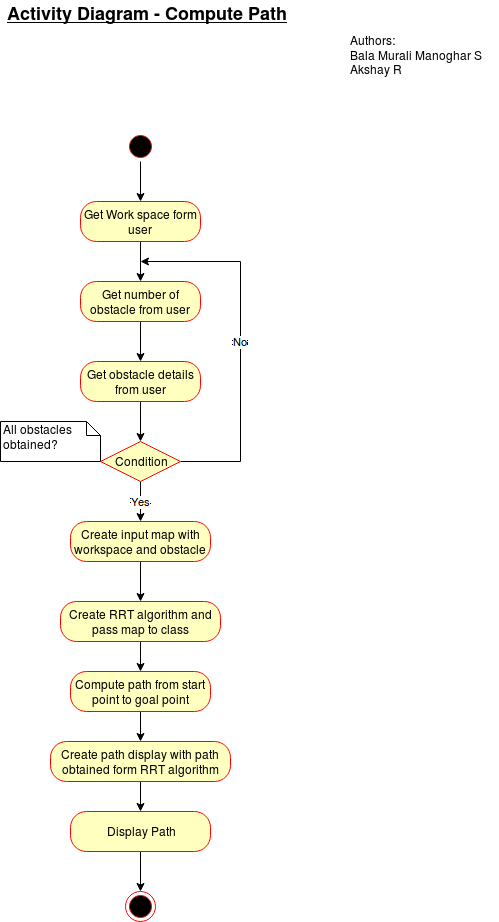 Activity Diagram - Compute Path
Authors:
Bala Murali Manoghar S
Akshay R
Get Work space form
user
Get number of
obstacle from user
No
Get obstacle details
from user
All obstacles
obtained?
Condition
Yes
Create input map with
workspace and obstacle
Create RRT algorithm and
pass map to class
Compute path from start
point to goal point
Create path display with path
obtained form RRT algorithm
Display Path